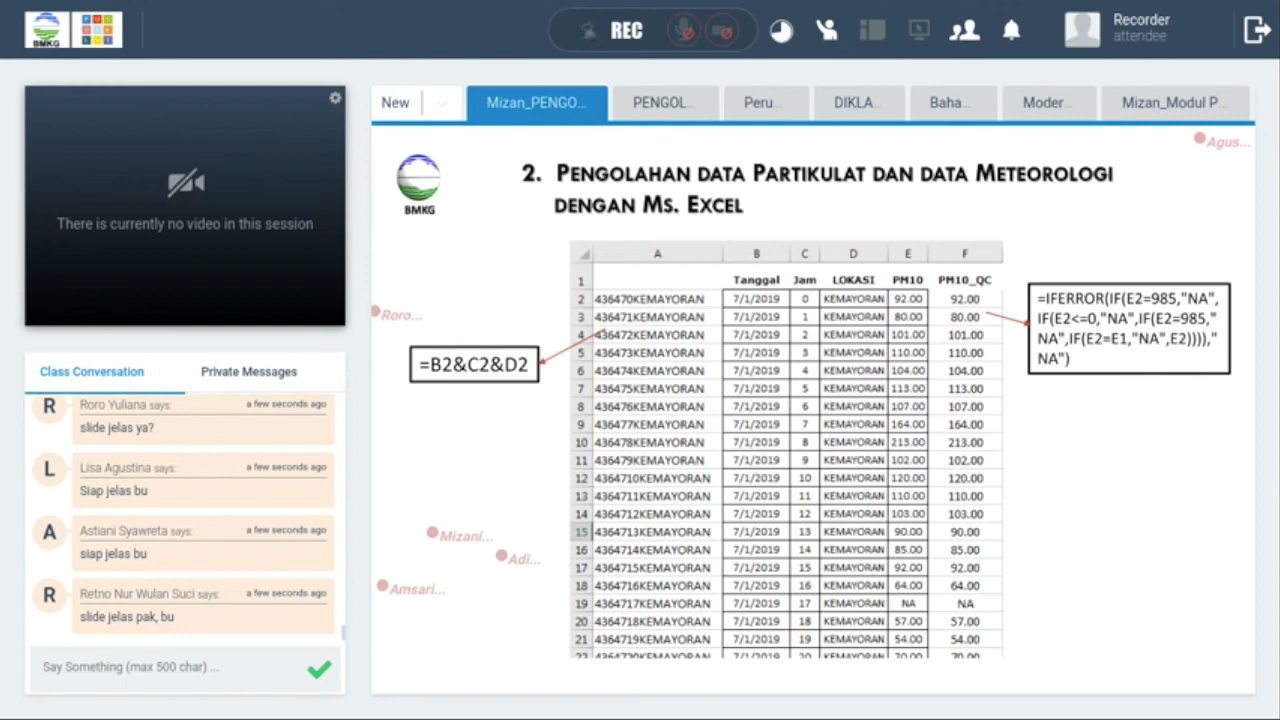 BMKG
REC
Recorder
attendee
There is currently no video in this session
New
Mizan_PENGO...
PENGOL...
Peru...
DIKLA...
Baha...
Moder...
Mizan_Modul P...
Agus...
BMKG
2. PENGOLAHAN DATA PARTIKULAT DAN DATA METEOROLOGI
DENGAN MS. EXCEL
A B C D E F
1 Tanggal Jam LOKASI PM10 PM10_QC
2 436470KEMAYORAN 7/1/2019 0 KEMAYORAN 92.00 92.00
3 436471KEMAYORAN 7/1/2019 1 KEMAYORAN 80.00 80.00
4 436472KEMAYORAN 7/1/2019 2 KEMAYORAN 101.00 101.00
5 436473KEMAYORAN 7/1/2019 3 KEMAYORAN 110.00 110.00
6 436474KEMAYORAN 7/1/2019 4 KEMAYORAN 104.00 104.00
7 436475KEMAYORAN 7/1/2019 5 KEMAYORAN 113.00 113.00
8 436476KEMAYORAN 7/1/2019 6 KEMAYORAN 107.00 107.00
9 436477KEMAYORAN 7/1/2019 7 KEMAYORAN 164.00 164.00
10 436478KEMAYORAN 7/1/2019 8 KEMAYORAN 213.00 213.00
11 436479KEMAYORAN 7/1/2019 9 KEMAYORAN 102.00 102.00
12 4364710KEMAYORAN 7/1/2019 10 KEMAYORAN 120.00 120.00
13 4364711KEMAYORAN 7/1/2019 11 KEMAYORAN 110.00 110.00
14 4364712KEMAYORAN 7/1/2019 12 KEMAYORAN 103.00 103.00
15 4364713KEMAYORAN 7/1/2019 13 KEMAYORAN 90.00 90.00
16 4364714KEMAYORAN 7/1/2019 14 KEMAYORAN 85.00 85.00
17 4364715KEMAYORAN 7/1/2019 15 KEMAYORAN 92.00 92.00
18 4364716KEMAYORAN 7/1/2019 16 KEMAYORAN 64.00 64.00
19 4364717KEMAYORAN 7/1/2019 17 KEMAYORAN NA NA
20 4364718KEMAYORAN 7/1/2019 18 KEMAYORAN 57.00 57.00
21 4364719KEMAYORAN 7/1/2019 19 KEMAYORAN 54.00 54.00
22 4364720KEMAYORAN 7/1/2019 20 KEMAYORAN 70.00 70.00
=B2&C2&D2
=IFERROR(IF(E2=985,"NA",
IF(E2<=0,"NA",IF(E2=985,"
NA",IF(E2=E1,"NA",E2)))),"
NA")
Roro...
Mizani...
Adi...
Amsari...
Class Conversation
Private Messages
R
Roro Yuliana says:
a few seconds ago
slide jelas ya?
L
Lisa Agustina says:
a few seconds ago
Siap jelas bu
A
Astiani Syawreta says:
a few seconds ago
siap jelas bu
R
Retno Nur Wulan Suci says:
a few seconds ago
slide jelas pak, bu
Say Something (max 500 char) ...